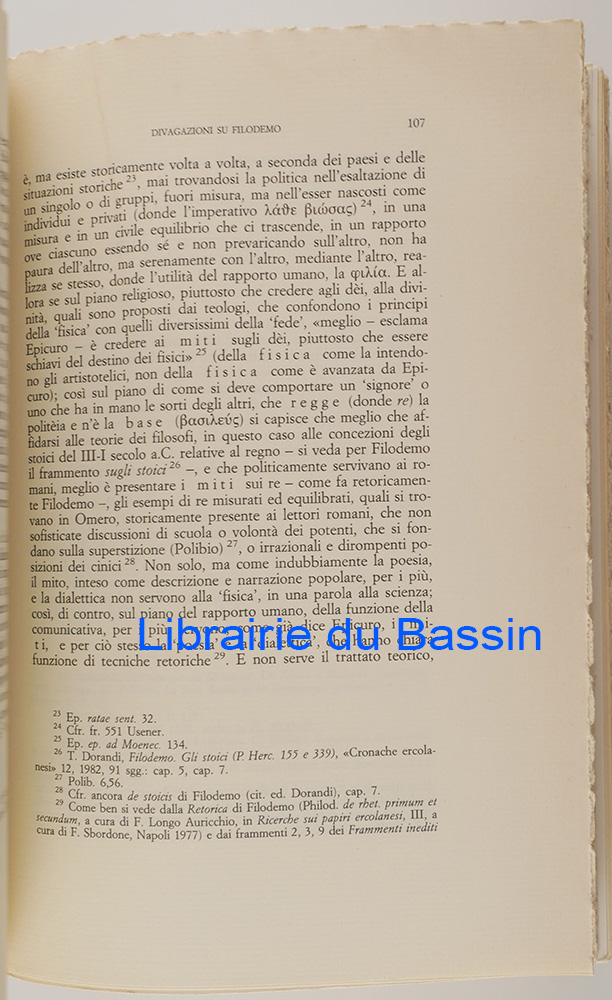 DIVAGAZIONI SU FILODEMO 107
è, ma esiste storicamente volta a volta, a seconda dei paesi e delle
situazioni storiche 23, mai trovandosi la politica nell'esaltazione di
un singolo o di gruppi, fuori misura, ma nell'esser nascosti come
individui e privati (donde l'imperativo λάθε βιώσας) 24, in una
misura e in un civile equilibrio che ci trascende, in un rapporto
ove ciascuno essendo sé e non prevaricando sull'altro, non ha
paura dell'altro, ma serenamente con l'altro, mediante l'altro, rea-
lizza se stesso, donde l'utilità del rapporto umano, la φιλία. E al-
lora se sul piano religioso, piuttosto che credere agli dèi, alla divi-
nità, quali sono proposti dai teologi, che confondono i principi
della 'fisica' con quelli diversissimi della 'fede', «meglio – esclama
Epicuro – è credere ai miti sugli dèi, piuttosto che essere
schiavi del destino dei fisici» 25 (della fisica come la intendo-
no gli artistotelici, non della fisica come è avanzata da Epi-
curo); così sul piano di come si deve comportare un 'signore' o
uno che ha in mano le sorti degli altri, che regge (donde re) la
politèia e n'è la base (βασιλεύς) si capisce che meglio che af-
fidarsi alle teorie dei filosofi, in questo caso alle concezioni degli
stoici del III-I secolo a.C. relative al regno – si veda per Filodemo
il frammento sugli stoici 26 –, e che politicamente servivano ai ro-
mani, meglio è presentare i miti sui re – come fa retoricamen-
te Filodemo –, gli esempi di re misurati ed equilibrati, quali si tro-
vano in Omero, storicamente presente ai lettori romani, che non
sofisticate discussioni di scuola o volontà dei potenti, che si fon-
dano sulla superstizione (Polibio) 27, o irrazionali e dirompenti po-
sizioni dei cinici 28. Non solo, ma come indubbiamente la poesia,
il mito, inteso come descrizione e narrazione popolare, per i più,
e la dialettica non servono alla 'fisica', in una parola alla scienza;
così, di contro, sul piano del rapporto umano, della funzione della
comunicativa, per i più servono, come già dice Epicuro, i mi-
ti, e per ciò stesso la 'poesia' e la 'dialettica', che hanno chiara
funzione di tecniche retoriche 29. E non serve il trattato teorico,
Librairie du Bassin
23 Ep. ratae sent. 32.
24 Cfr. fr. 551 Usener.
25 Ep. ep. ad Moenec. 134.
26 T. Dorandi, Filodemo. Gli stoici (P. Herc. 155 e 339), «Cronache ercola-
nesi» 12, 1982, 91 sgg.: cap. 5, cap. 7.
27 Polib. 6,56.
28 Cfr. ancora de stoicis di Filodemo (cit. ed. Dorandi), cap. 7.
29 Come ben si vede dalla Retorica di Filodemo (Philod. de rhet. primum et
secundum, a cura di F. Longo Auricchio, in Ricerche sui papiri ercolanesi, III, a
cura di F. Sbordone, Napoli 1977) e dai frammenti 2, 3, 9 dei Frammenti inediti